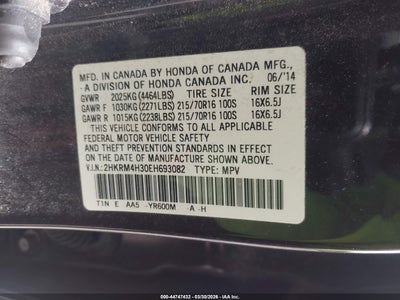 MFD. IN CANADA BY HONDA OF CANADA MFG.,
A DIVISION OF HONDA CANADA INC. 06/'14
GVWR 2025KG(4464LBS) TIRE SIZE RIM SIZE
GAWR F 1030KG(2271LBS)215/70R16 100S 16X6.5J
GAWR R 1015KG(2238LBS)215/70R16 100S 16X6.5J
THIS VEHICLE CONFORMS TO ALL APPLICABLE
FEDERAL MOTOR VEHICLE SAFETY
AND THEFT PREVENTION STANDARDS IN EFFECT
ON THE DATE OF MANUFACTURE SHOWN ABOVE.
V.I.N.:2HKRM4H30EH693082 TYPE: MPV
T1N E AA5 -YR600M -A-H
000-44747432 - 03/30/2026 - IAA Inc.